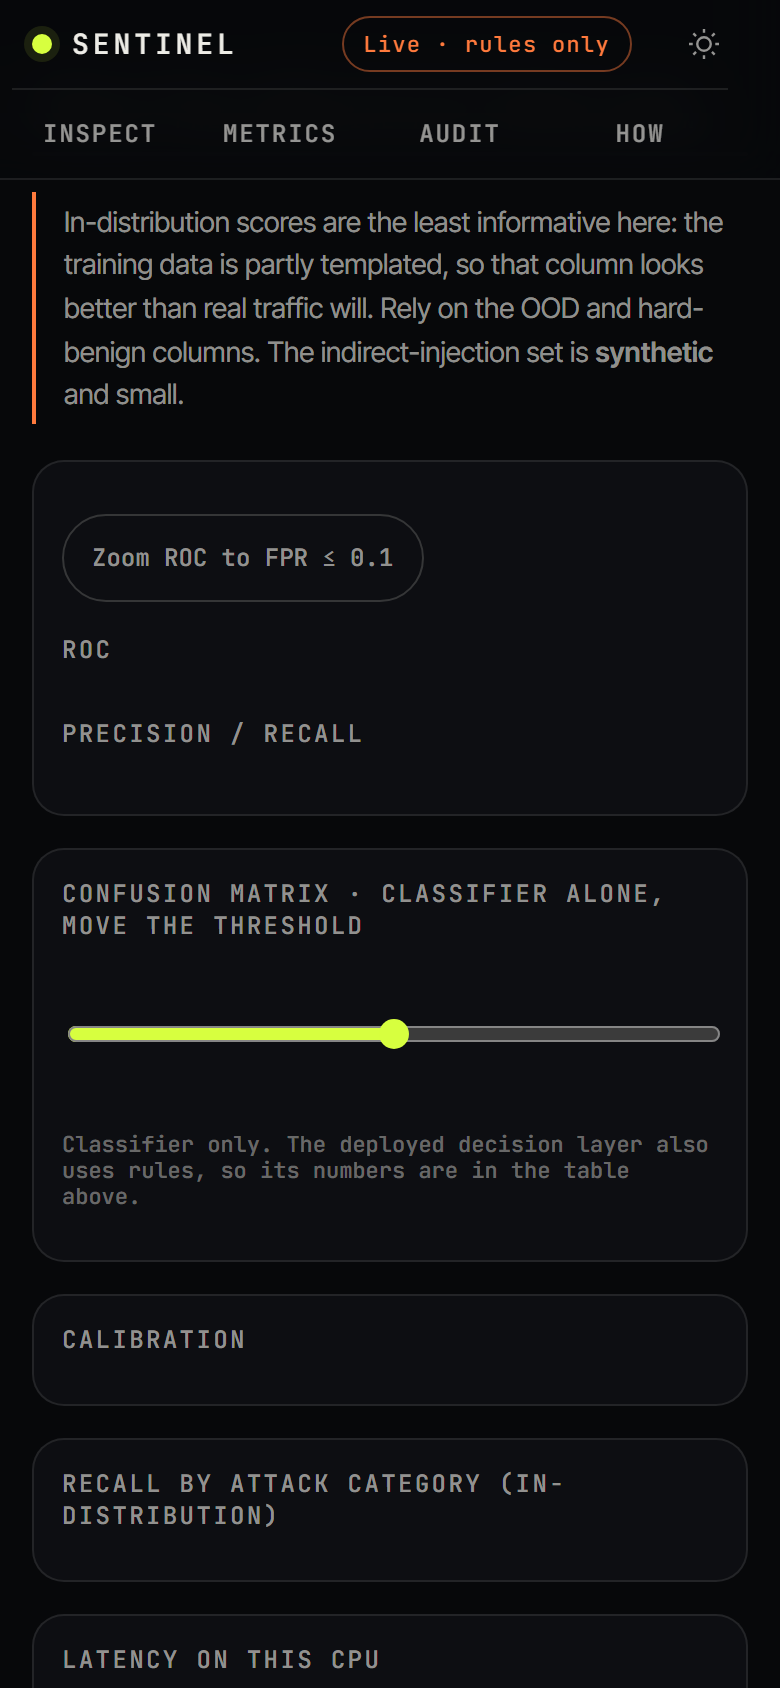 SENTINEL
Live · rules only
INSPECT METRICS AUDIT HOW
In-distribution scores are the least informative here: the
training data is partly templated, so that column looks
better than real traffic will. Rely on the OOD and hard-
benign columns. The indirect-injection set is synthetic
and small.
Zoom ROC to FPR ≤ 0.1
ROC
PRECISION / RECALL
CONFUSION MATRIX · CLASSIFIER ALONE,
MOVE THE THRESHOLD
Classifier only. The deployed decision layer also
uses rules, so its numbers are in the table
above.
CALIBRATION
RECALL BY ATTACK CATEGORY (IN-
DISTRIBUTION)
LATENCY ON THIS CPU